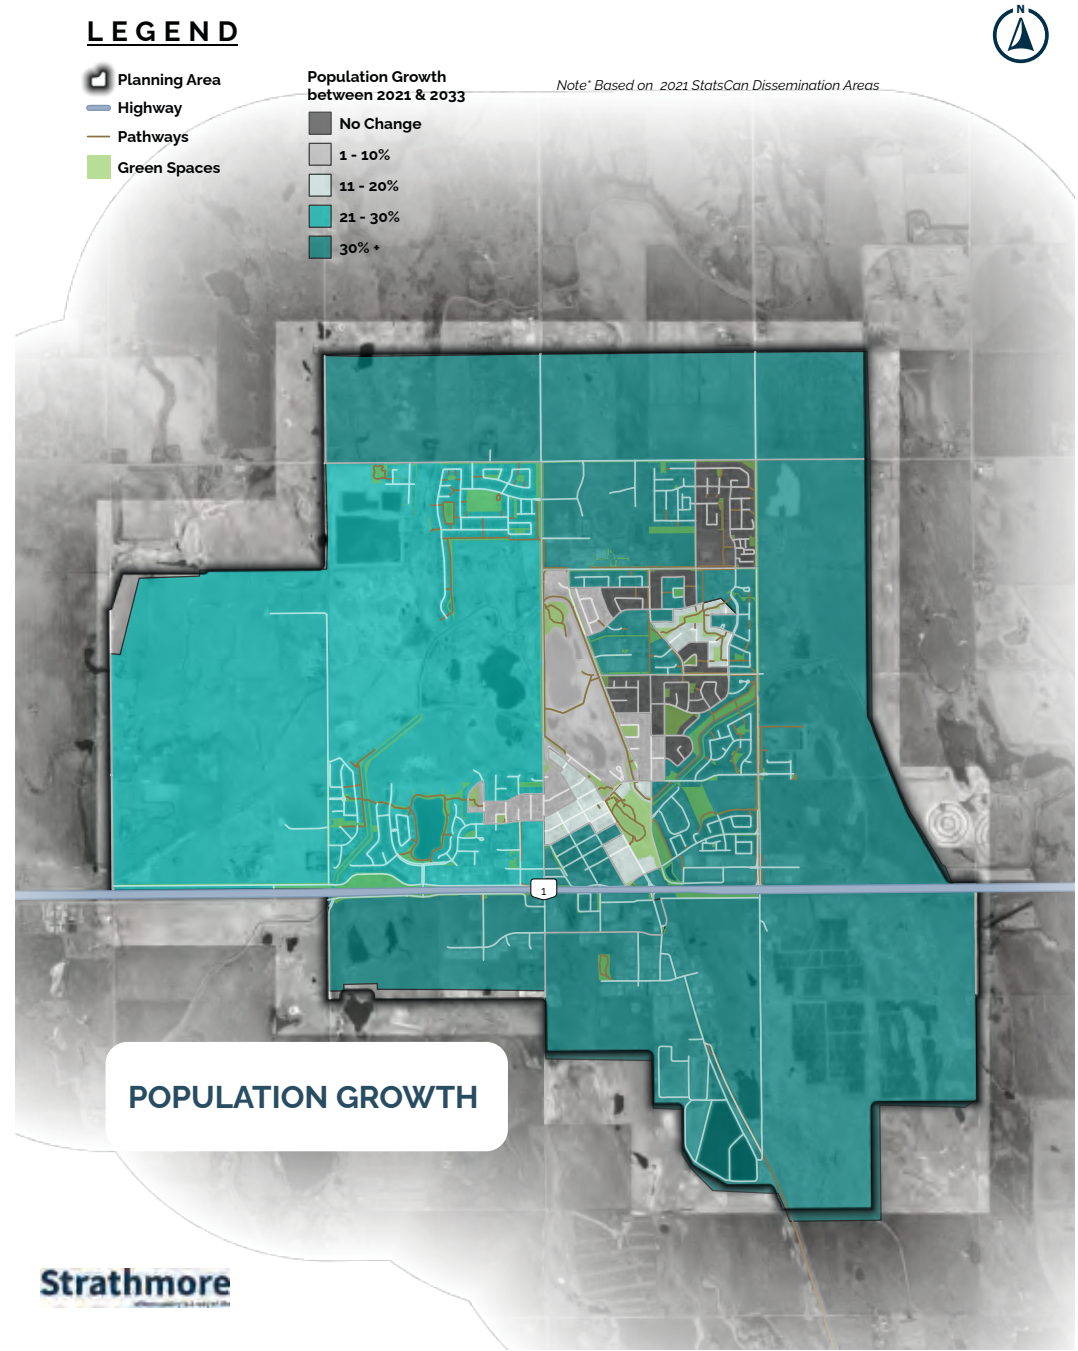 LEGEND
N
Planning Area
Highway
Pathways
Green Spaces
Population Growth
between 2021 & 2033
No Change
1 - 10%
11 - 20%
21 - 30%
30% +
Note* Based on 2021 StatsCan Dissemination Areas
1
POPULATION GROWTH
Strathmore